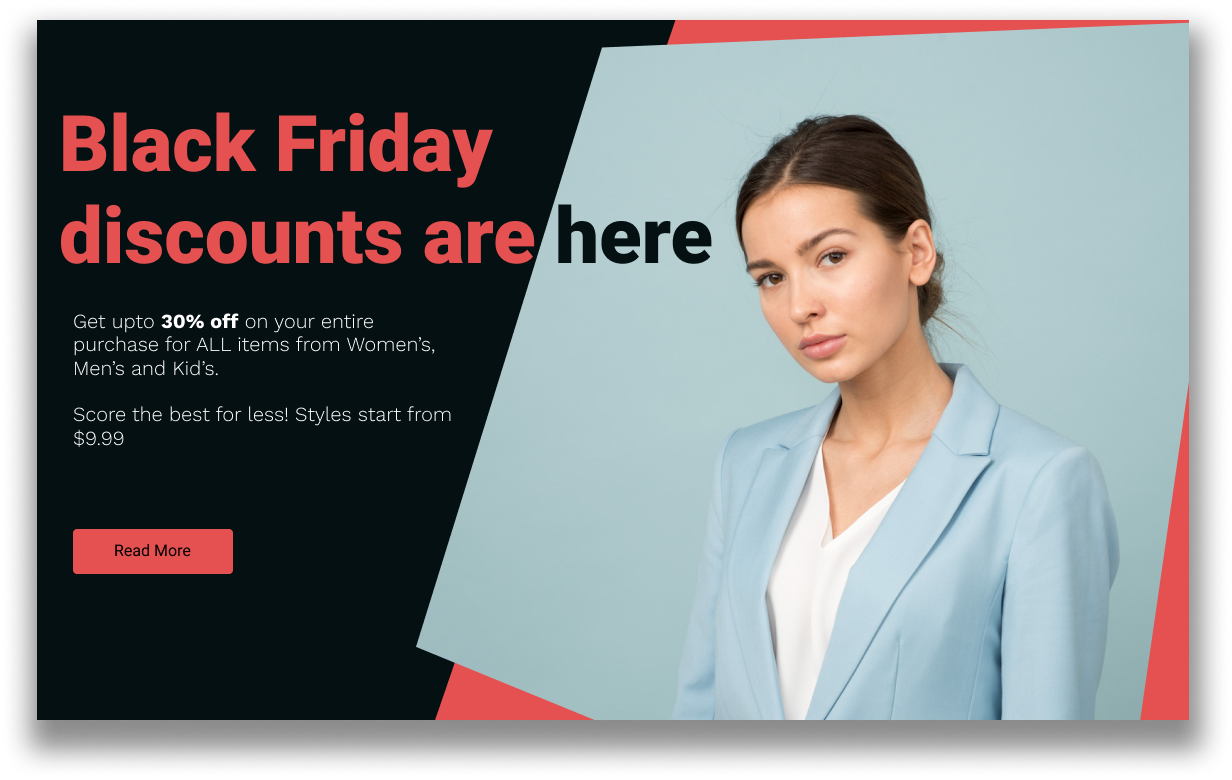 Black Friday
discounts are here
Get upto 30% off on your entire
purchase for ALL items from Women’s,
Men’s and Kid’s.
Score the best for less! Styles start from
$9.99
Read More